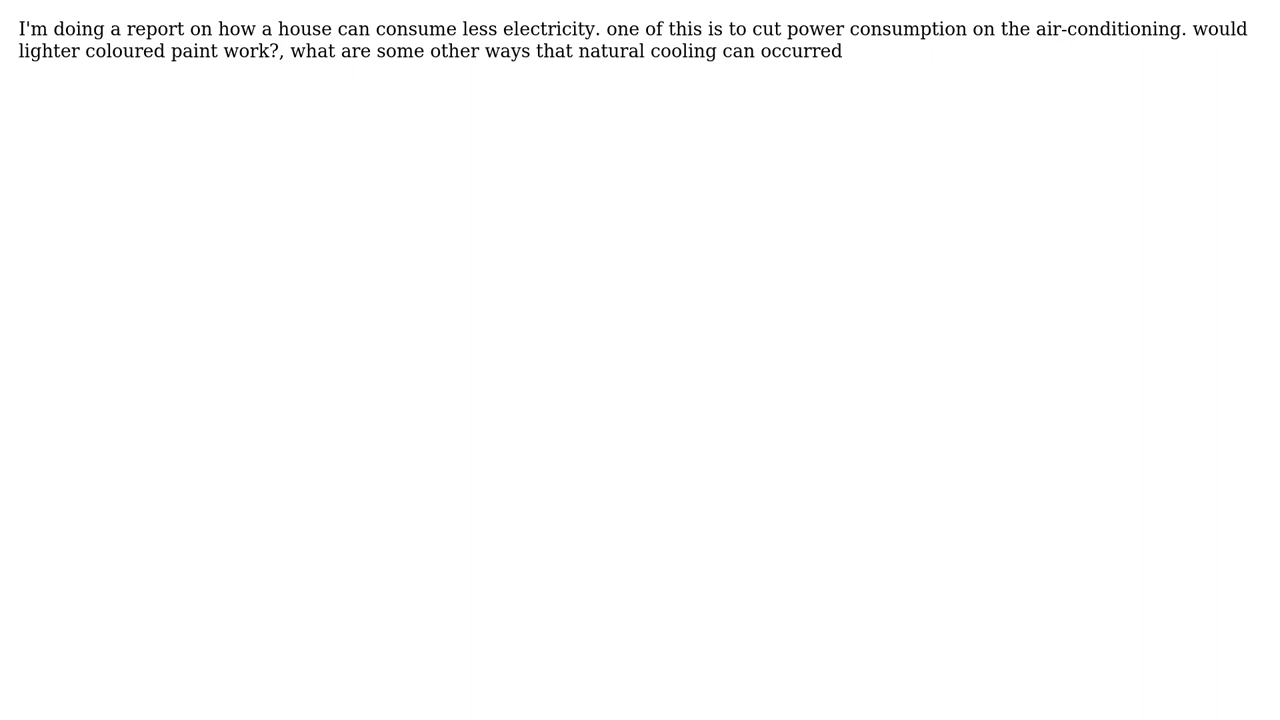 I'm doing a report on how a house can consume less electricity. one of this is to cut power consumption on the air-conditioning. would
lighter coloured paint work?, what are some other ways that natural cooling can occurred